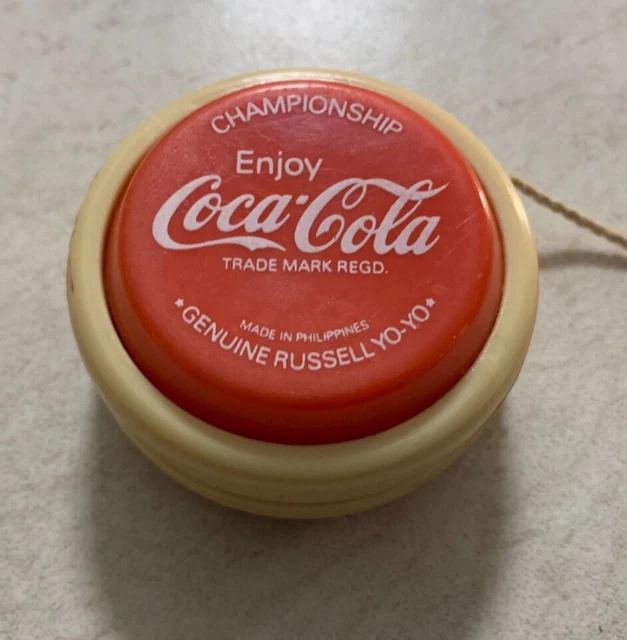 CHAMPIONSHIP
Enjoy
Coca-Cola
TRADE MARK REGD.
MADE IN PHILIPPINES
★GENUINE RUSSELL YO-YO★